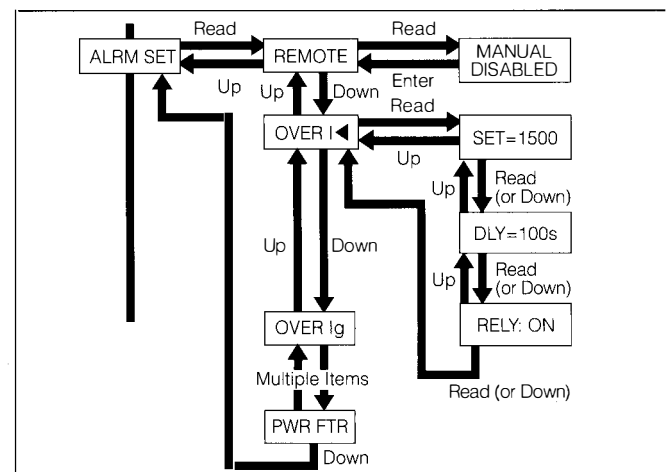 Read
Read
ALRM SET
REMOTE
MANUAL
DISABLED
Up
Up
Down
Enter
Read
OVER I◄
Up
SET=1500
Up
Read
(or Down)
DLY=100s
Up
Down
Up
Read
(or Down)
OVER Ig
RELY: ON
Multiple Items
Read (or Down)
PWR FTR
Down